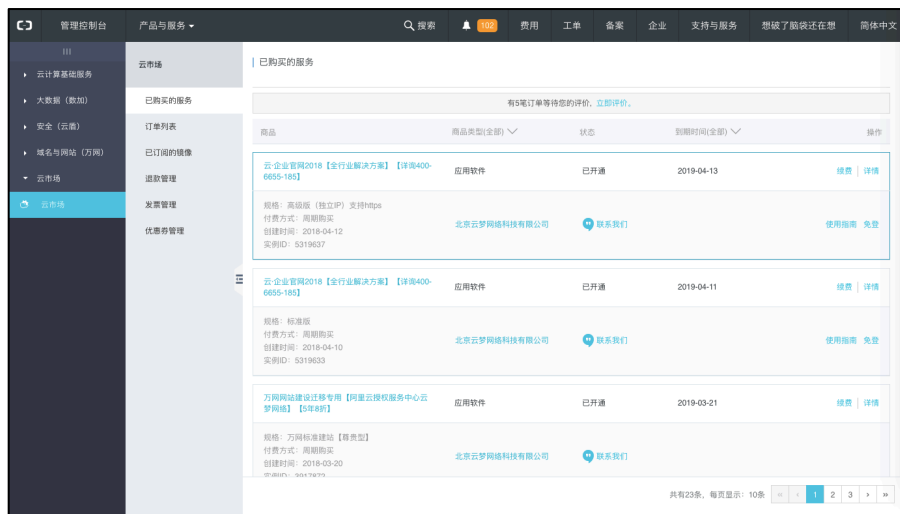 管理控制台 产品与服务 搜索 102 费用 工单 备案 企业 支持与服务 想破了脑袋还在想 简体中文
云计算基础服务
大数据（数加）
安全（云盾）
域名与网站（万网）
云市场
云市场
云市场
已购买的服务
订单列表
已订阅的镜像
退款管理
发票管理
优惠券管理
已购买的服务
有5笔订单等待您的评价，立即评价。
商品 商品类型(全部) 状态 到期时间(全部) 操作
云·企业官网2018【全行业解决方案】【详询400-
6655-185】 应用软件 已开通 2019-04-13 续费 详情
规格：高级版（独立IP）支持https
付费方式：周期购买
创建时间：2018-04-12
实例ID：5319637
北京云梦网络科技有限公司 联系我们 使用指南 免登
云·企业官网2018【全行业解决方案】【详询400-
6655-185】 应用软件 已开通 2019-04-11 续费 详情
规格：标准版
付费方式：周期购买
创建时间：2018-04-10
实例ID：5319633
北京云梦网络科技有限公司 联系我们 使用指南 免登
万网网站建设迁移专用【阿里云授权服务中心云
梦网络】【5年8折】 应用软件 已开通 2019-03-21 续费 详情
规格：万网标准建站【尊贵型】
付费方式：周期购买
创建时间：2018-03-20
北京云梦网络科技有限公司 联系我们
共有23条，每页显示：10条 « ‹ 1 2 3 › »